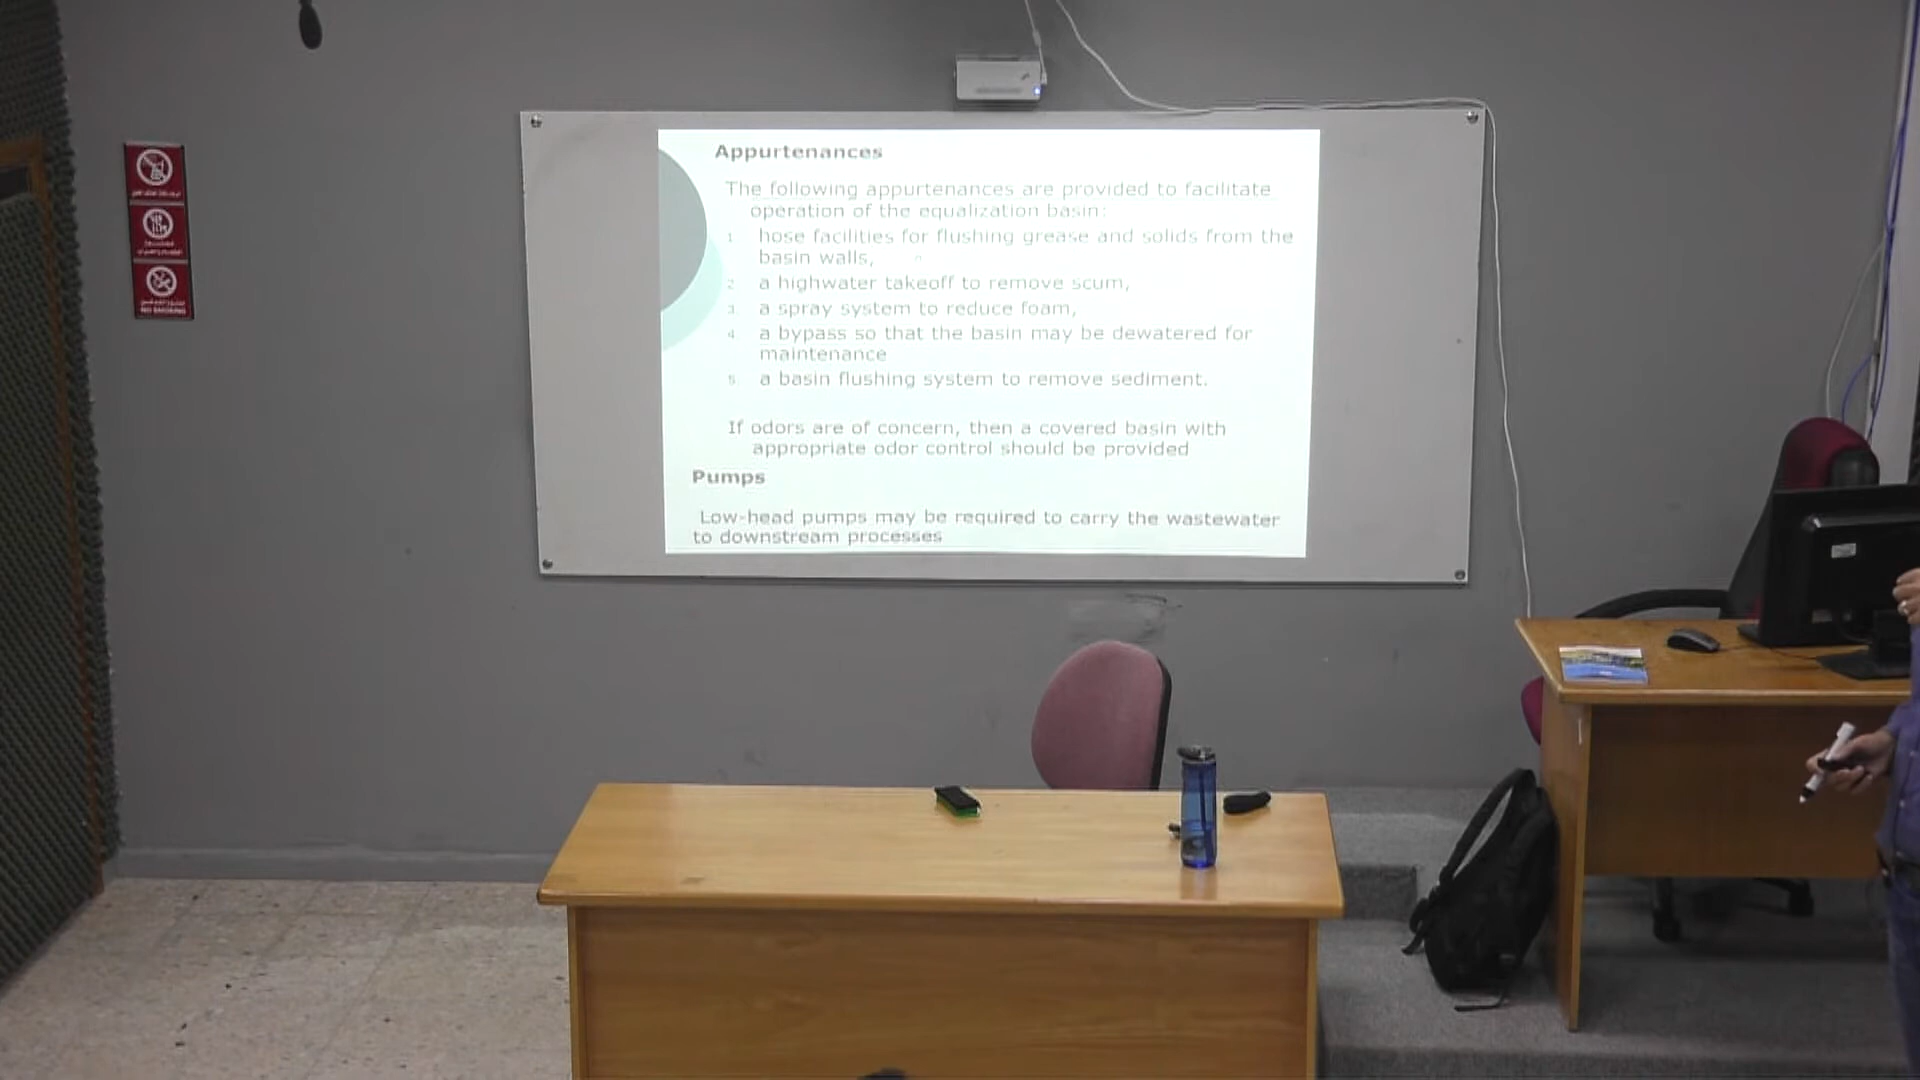 Appurtenances
The following appurtenances are provided to facilitate
operation of the equalization basin:
1. hose facilities for flushing grease and solids from the
basin walls,
2. a highwater takeoff to remove scum,
3. a spray system to reduce foam,
4. a bypass so that the basin may be dewatered for
maintenance
5. a basin flushing system to remove sediment.
If odors are of concern, then a covered basin with
appropriate odor control should be provided
Pumps
Low-head pumps may be required to carry the wastewater
to downstream processes
NO SMOKING